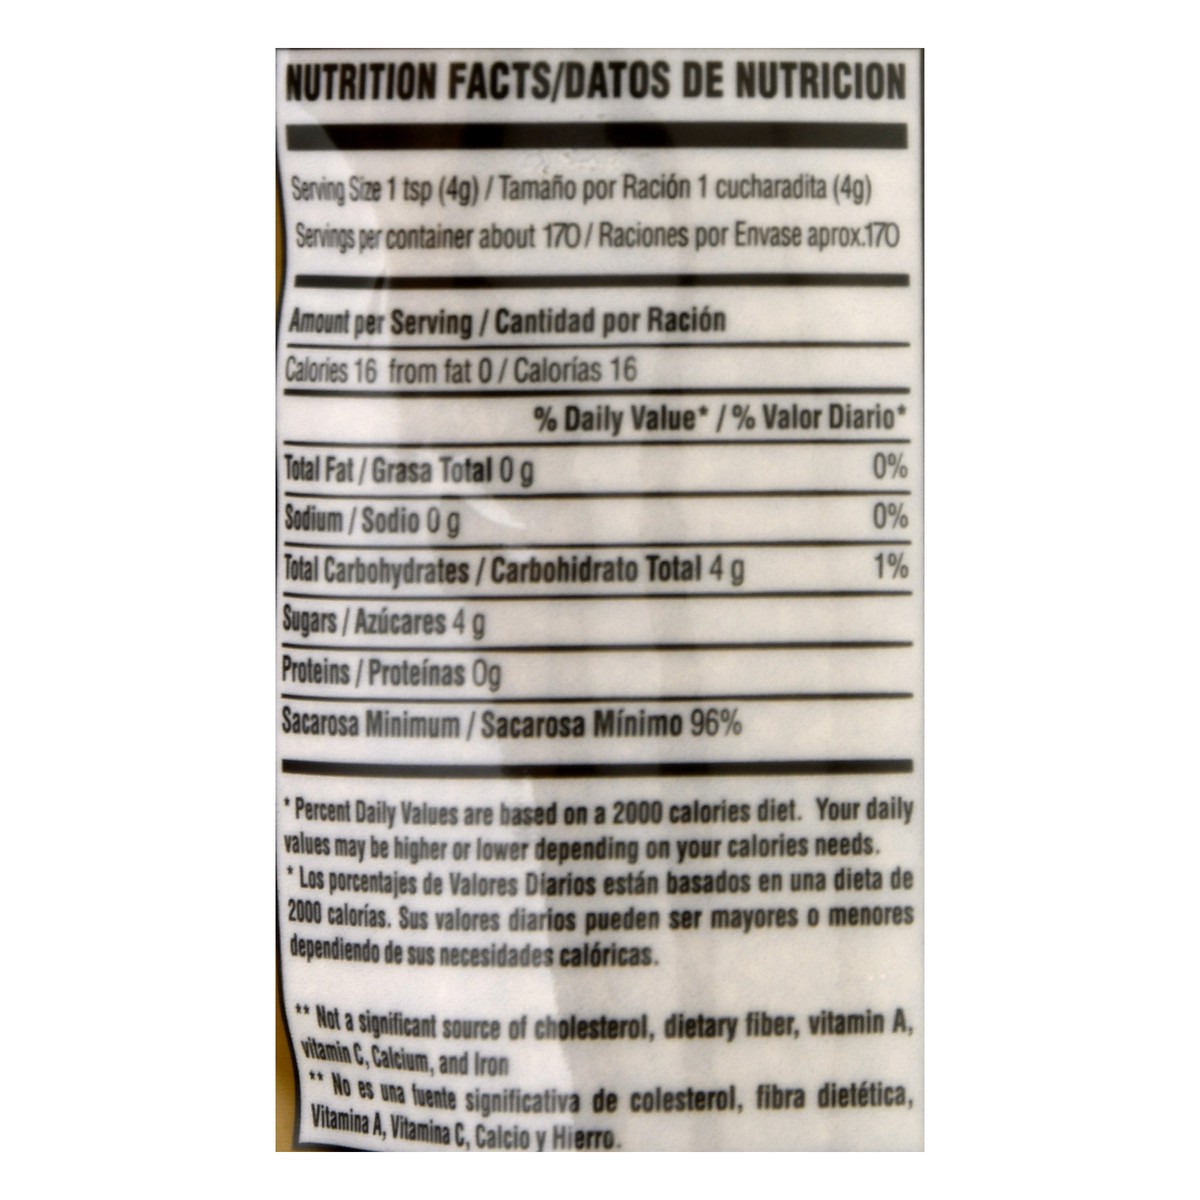 NUTRITION FACTS/DATOS DE NUTRICION
Serving Size 1 tsp (4g) / Tamaño por Ración 1 cucharadita (4g)
Servings per container about 170 / Raciones por Envase aprox.170
Amount per Serving / Cantidad por Ración
Calories 16 from fat 0 / Calorías 16
% Daily Value* / % Valor Diario*
Total Fat / Grasa Total 0 g 0%
Sodium / Sodio 0 g 0%
Total Carbohydrates / Carbohidrato Total 4 g 1%
Sugars / Azúcares 4 g
Proteins / Proteínas 0g
Sacarosa Minimum / Sacarosa Mínimo 96%
* Percent Daily Values are based on a 2000 calories diet. Your daily
values may be higher or lower depending on your calories needs.
* Los porcentajes de Valores Diarios están basados en una dieta de
2000 calorías. Sus valores diarios pueden ser mayores o menores
dependiendo de sus necesidades calóricas.
** Not a significant source of cholesterol, dietary fiber, vitamin A,
vitamin C, Calcium, and Iron
** No es una fuente significativa de colesterol, fibra dietética,
Vitamina A, Vitamina C, Calcio y Hierro.